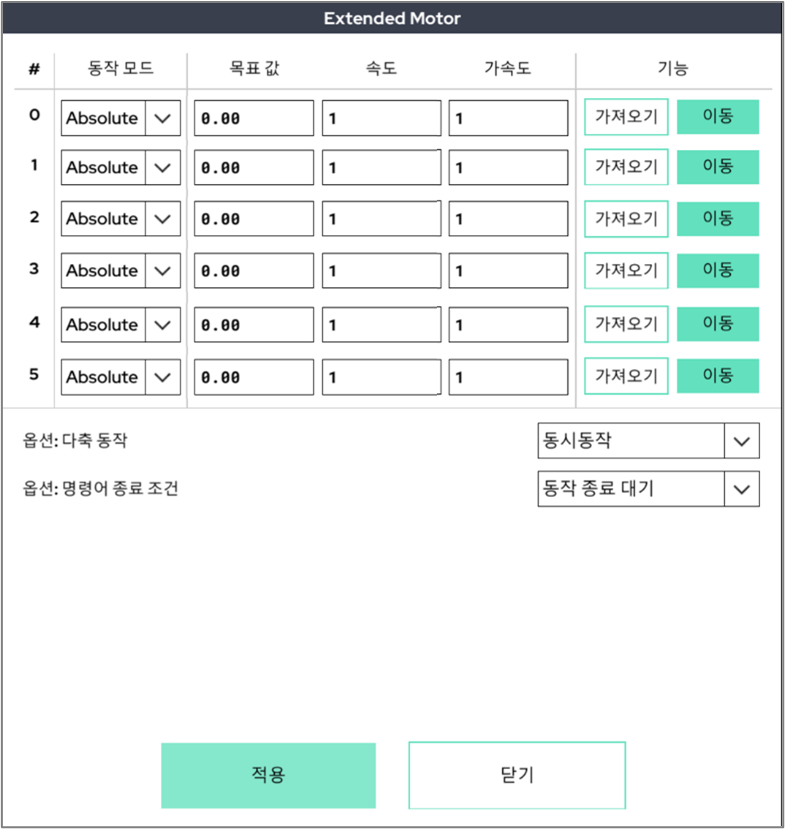 Extended Motor
# 동작 모드 목표 값 속도 가속도 기능
0 Absolute 0.00 1 1 가져오기 이동
1 Absolute 0.00 1 1 가져오기 이동
2 Absolute 0.00 1 1 가져오기 이동
3 Absolute 0.00 1 1 가져오기 이동
4 Absolute 0.00 1 1 가져오기 이동
5 Absolute 0.00 1 1 가져오기 이동
옵션: 다축 동작 동시동작
옵션: 명령어 종료 조건 동작 종료 대기
적용 닫기